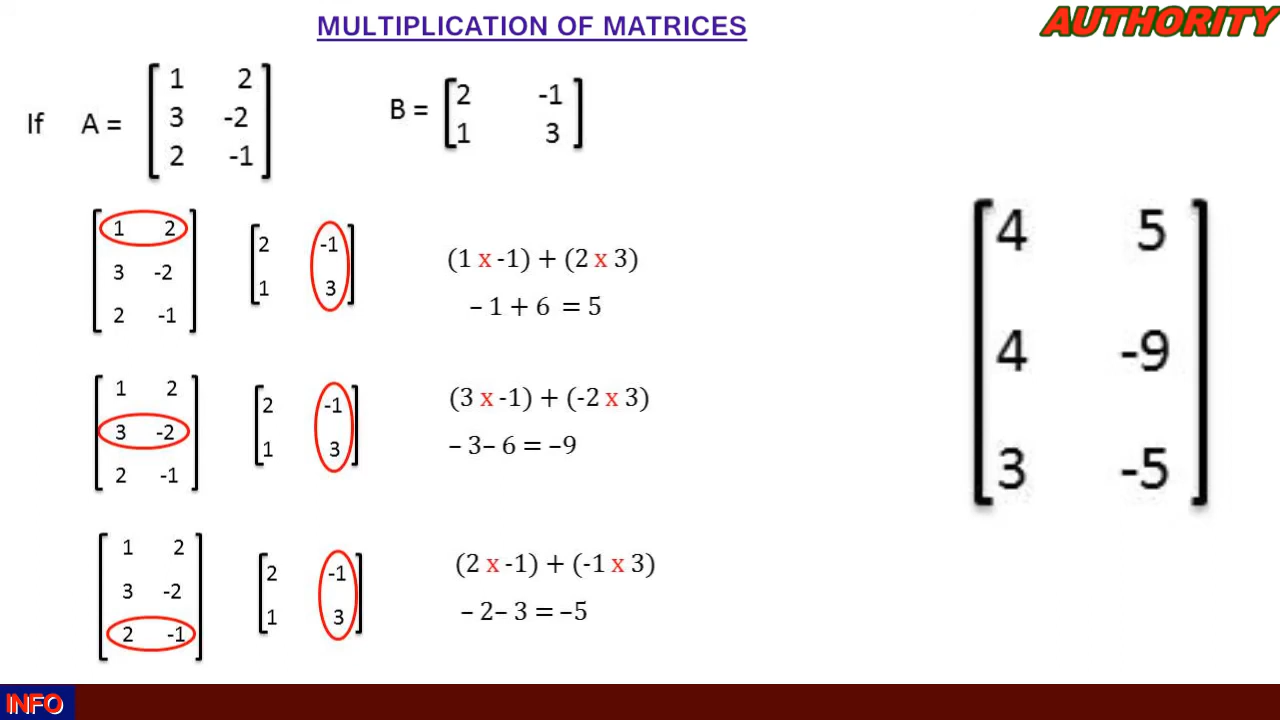 MULTIPLICATION OF MATRICES
AUTHORITY
If A = [1 2
3 -2
2 -1]
B = [2 -1
1 3]
[1 2
3 -2
2 -1]
[2 -1
1 3]
(1 x -1) + (2 x 3)
– 1 + 6 = 5
[1 2
3 -2
2 -1]
[2 -1
1 3]
(3 x -1) + (-2 x 3)
– 3– 6 = –9
[1 2
3 -2
2 -1]
[2 -1
1 3]
(2 x -1) + (-1 x 3)
– 2– 3 = –5
[4 5
4 -9
3 -5]
INFO